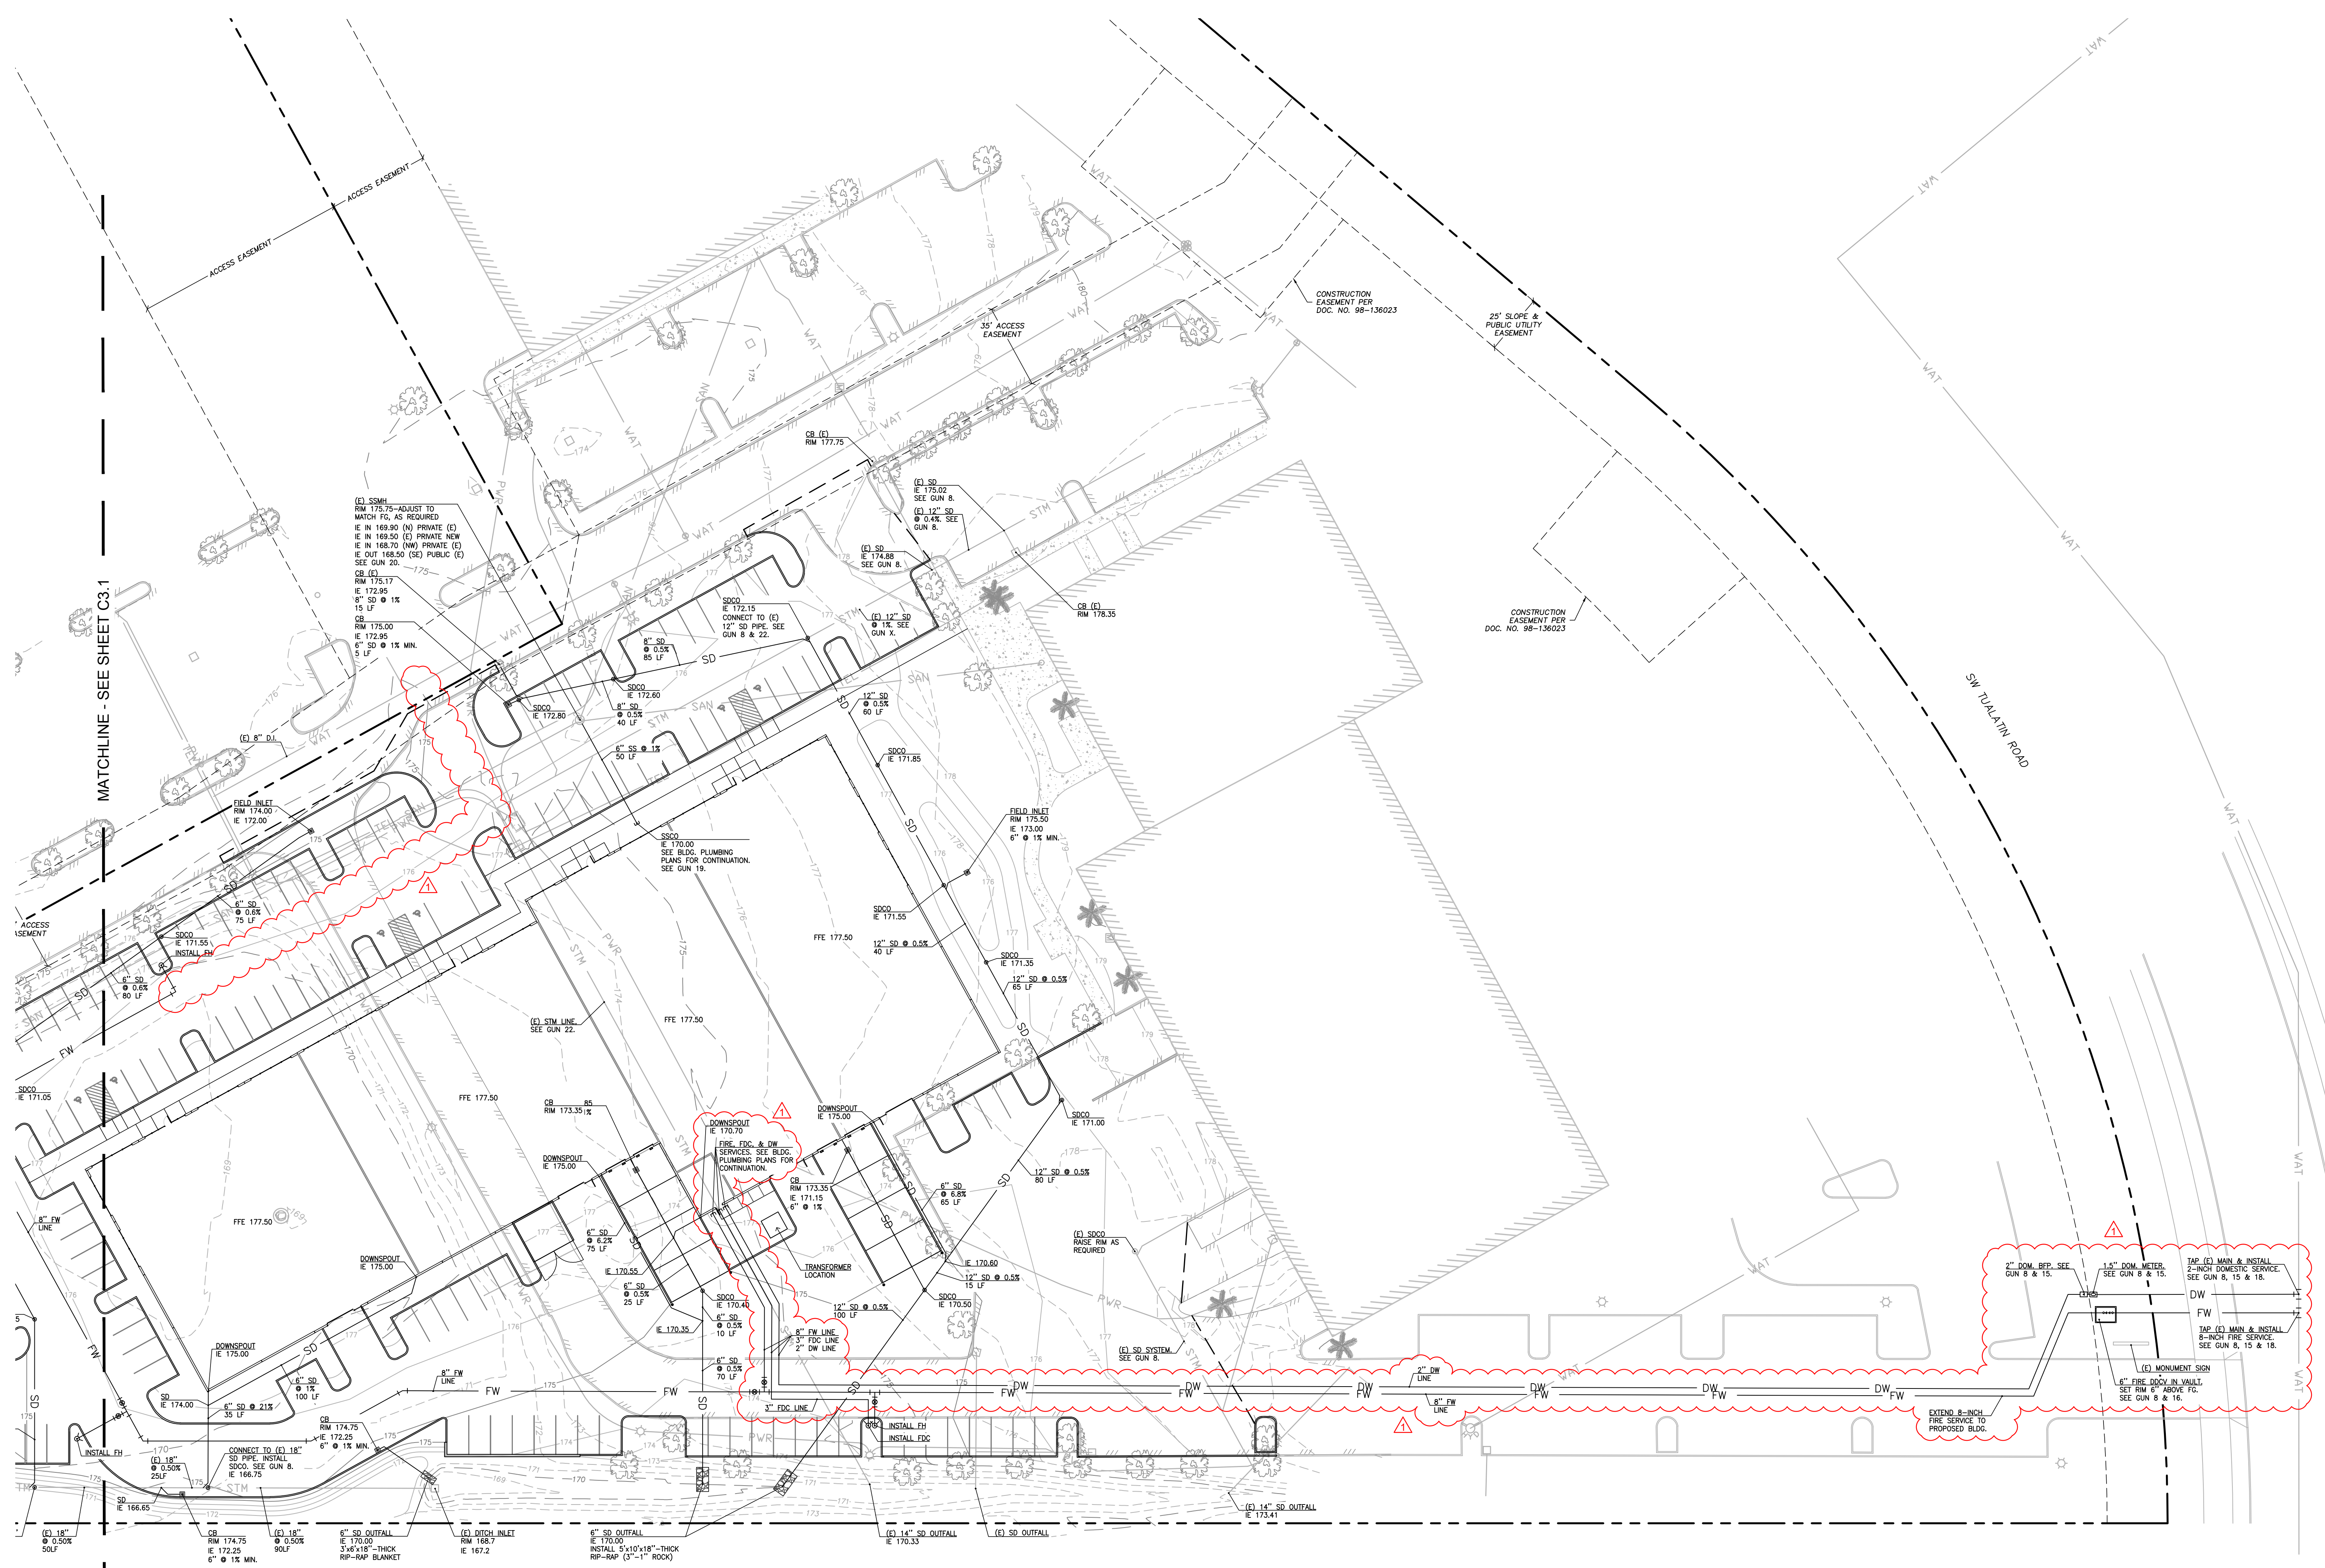 WAT
WAT
ACCESS EASEMENT
ACCESS EASEMENT
CONSTRUCTION
EASEMENT PER
DOC. NO. 98-136023
35' ACCESS
EASEMENT
25' SLOPE &
PUBLIC UTILITY
EASEMENT
CONSTRUCTION
EASEMENT PER
DOC. NO. 98-136023
SW TUALATIN ROAD
MATCHLINE - SEE SHEET C3.1
CB (E)
RIM 177.75
(E) SD
IE 175.02
SEE GUN 8.
(E) 12" SD
@ 0.4%. SEE
GUN 8.
(E) SD
IE 174.88
SEE GUN 8.
CB (E)
RIM 178.35
(E) SSMH
RIM 175.75-ADJUST TO
MATCH FG, AS REQUIRED
IE IN 169.90 (N) PRIVATE (E)
IE IN 169.50 (E) PRIVATE NEW
IE IN 168.70 (NW) PRIVATE (E)
IE OUT 168.50 (SE) PUBLIC (E)
SEE GUN 20.
CB (E)
RIM 175.17
IE 172.95
8" SD @ 1%
15 LF
CB
RIM 175.00
IE 172.95
6" SD @ 1% MIN.
5 LF
SDCO
IE 172.15
CONNECT TO (E)
12" SD PIPE. SEE
GUN 8 & 22.
(E) 12" SD
@ 1%. SEE
GUN X.
8" SD
@ 0.5%
85 LF
SDCO
IE 172.60
SDCO
IE 172.80
8" SD
@ 0.5%
40 LF
12" SD
@ 0.5%
60 LF
6" SS @ 1%
50 LF
SDCO
IE 171.85
(E) 8" D.I.
FIELD INLET
RIM 174.00
IE 172.00
FIELD INLET
RIM 175.50
IE 173.00
6" @ 1% MIN.
SSCO
IE 170.00
SEE BLDG. PLUMBING
PLANS FOR CONTINUATION.
SEE GUN 19.
SDCO
IE 171.55
12" SD @ 0.5%
40 LF
SDCO
IE 171.35
12" SD @ 0.5%
65 LF
6" SD
@ 0.6%
75 LF
' ACCESS
ASEMENT
SDCO
IE 171.55
INSTALL FH
6" SD
@ 0.6%
80 LF
FFE 177.50
FFE 177.50
FFE 177.50
FFE 177.50
(E) STM LINE.
SEE GUN 22.
SDCO
IE 171.05
CB
RIM 173.35
85
1%
DOWNSPOUT
IE 170.70
FIRE, FDC, & DW
SERVICES. SEE BLDG.
PLUMBING PLANS FOR
CONTINUATION.
DOWNSPOUT
IE 175.00
SDCO
IE 171.00
DOWNSPOUT
IE 175.00
12" SD @ 0.5%
80 LF
CB
RIM 173.35
IE 171.15
6" @ 1%
6" SD
@ 6.8%
65 LF
8" FW
LINE
6" SD
@ 6.2%
75 LF
(E) SDCO
RAISE RIM AS
REQUIRED
DOWNSPOUT
IE 175.00
IE 170.55
TRANSFORMER
LOCATION
IE 170.60
12" SD @ 0.5%
15 LF
6" SD
@ 0.5%
25 LF
SDCO
IE 170.40
SDCO
IE 170.50
12" SD @ 0.5%
100 LF
IE 170.35
6" SD
@ 0.5%
10 LF
8" FW LINE
3" FDC LINE
2" DW LINE
(E) SD SYSTEM.
SEE GUN 8.
2" DOM. BFP. SEE
GUN 8 & 15.
1.5" DOM. METER.
SEE GUN 8 & 15.
TAP (E) MAIN & INSTALL
2-INCH DOMESTIC SERVICE.
SEE GUN 8, 15 & 18.
TAP (E) MAIN & INSTALL
8-INCH FIRE SERVICE.
SEE GUN 8, 15 & 18.
(E) MONUMENT SIGN
6" FIRE DDCV IN VAULT.
SET RIM 6" ABOVE FG.
SEE GUN 8 & 16.
EXTEND 8-INCH
FIRE SERVICE TO
PROPOSED BLDG.
2" DW
LINE
8" FW
LINE
DOWNSPOUT
IE 175.00
SD
IE 174.00
6" SD @ 21%
35 LF
6" SD
@ 1%
100 LF
8" FW
LINE
6" SD
@ 0.5%
70 LF
3" FDC LINE
INSTALL FH
INSTALL FDC
INSTALL FH
CB
RIM 174.75
IE 172.25
6" @ 1% MIN.
CONNECT TO (E) 18"
SD PIPE. INSTALL
SDCO. SEE GUN 8.
IE 166.75
(E) 18"
@ 0.50%
25LF
SD
IE 166.65
(E) 18"
@ 0.50%
50LF
CB
RIM 174.75
IE 172.25
6" @ 1% MIN.
(E) 18"
@ 0.50%
90LF
6" SD OUTFALL
IE 170.00
3'x6'x18"-THICK
RIP-RAP BLANKET
(E) DITCH INLET
RIM 168.7
IE 167.2
6" SD OUTFALL
IE 170.00
INSTALL 5'x10'x18"-THICK
RIP-RAP (3"-1" ROCK)
(E) 14" SD OUTFALL
IE 170.33
(E) SD OUTFALL
(E) 14" SD OUTFALL
IE 173.41